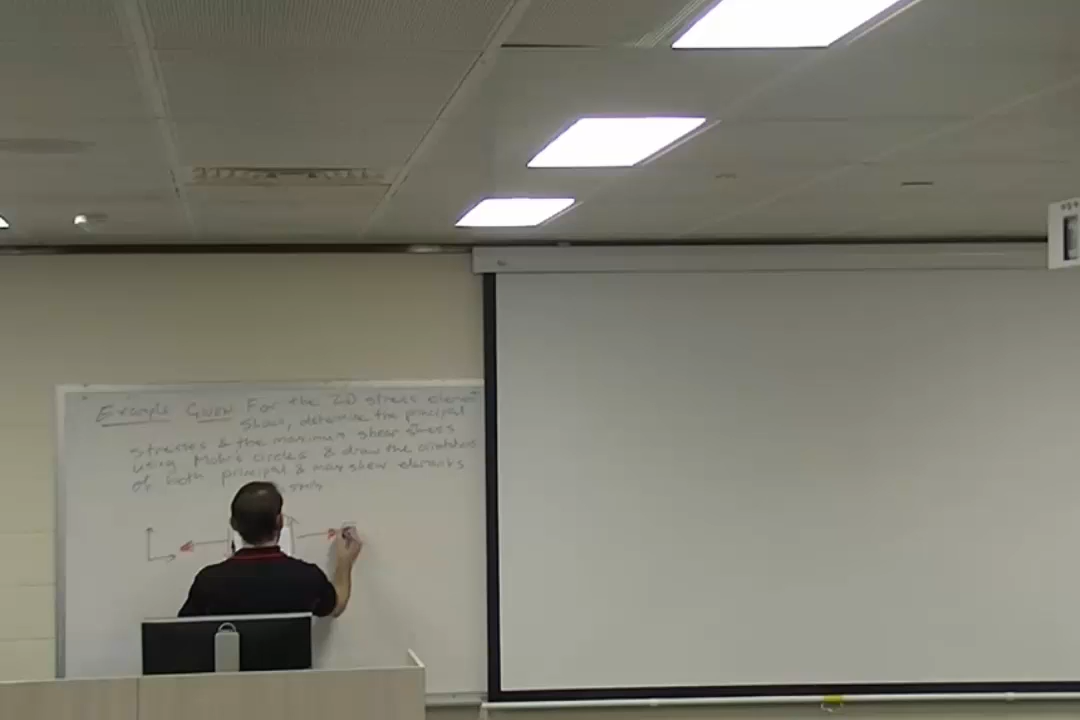 Example Given For the 2D stress element
shown, determine the principal
stresses & the maximum shear stress
using Mohr's circles & draw the orientations
of both principal & max shear elements